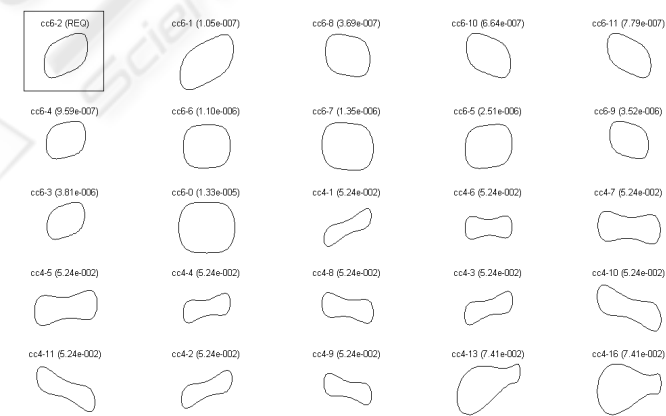 cc6-2 (REQ) cc6-1 (1.05e-007) cc6-8 (3.69e-007) cc6-10 (6.64e-007) cc6-11 (7.79e-007)
cc6-4 (9.59e-007) cc6-6 (1.10e-006) cc6-7 (1.35e-006) cc6-5 (2.51e-006) cc6-9 (3.52e-006)
cc6-3 (3.81e-006) cc6-0 (1.33e-005) cc4-1 (5.24e-002) cc4-6 (5.24e-002) cc4-7 (5.24e-002)
cc4-5 (5.24e-002) cc4-4 (5.24e-002) cc4-8 (5.24e-002) cc4-3 (5.24e-002) cc4-10 (5.24e-002)
cc4-11 (5.24e-002) cc4-2 (5.24e-002) cc4-9 (5.24e-002) cc4-13 (7.41e-002) cc4-16 (7.41e-002)